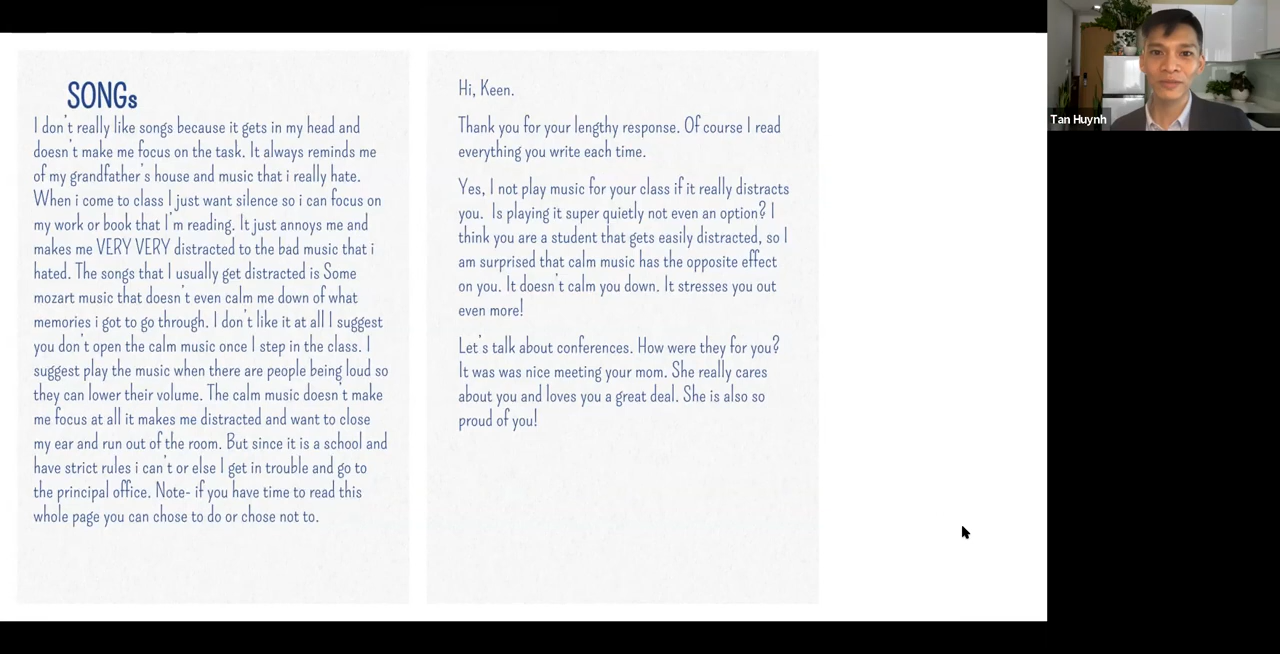 SONGs
I don't really like songs because it gets in my head and
doesn't make me focus on the task. It always reminds me
of my grandfather's house and music that i really hate.
When i come to class I just want silence so i can focus on
my work or book that I'm reading. It just annoys me and
makes me VERY VERY distracted to the bad music that i
hated. The songs that I usually get distracted is Some
mozart music that doesn't even calm me down of what
memories i got to go through. I don't like it at all I suggest
you don't open the calm music once I step in the class. I
suggest play the music when there are people being loud so
they can lower their volume. The calm music doesn't make
me focus at all it makes me distracted and want to close
my ear and run out of the room. But since it is a school and
have strict rules i can't or else I get in trouble and go to
the principal office. Note- if you have time to read this
whole page you can chose to do or chose not to.
Hi, Keen.
Thank you for your lengthy response. Of course I read
everything you write each time.
Yes, I not play music for your class if it really distracts
you. Is playing it super quietly not even an option? I
think you are a student that gets easily distracted, so I
am surprised that calm music has the opposite effect
on you. It doesn't calm you down. It stresses you out
even more!
Let's talk about conferences. How were they for you?
It was was nice meeting your mom. She really cares
about you and loves you a great deal. She is also so
proud of you!
Tan Huynh